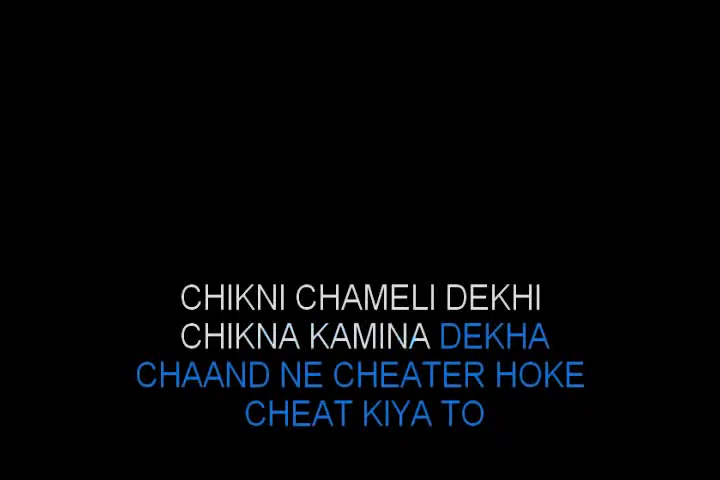 CHIKNI CHAMELI DEKHI
CHIKNA KAMINA DEKHA
CHAAND NE CHEATER HOKE
CHEAT KIYA TO